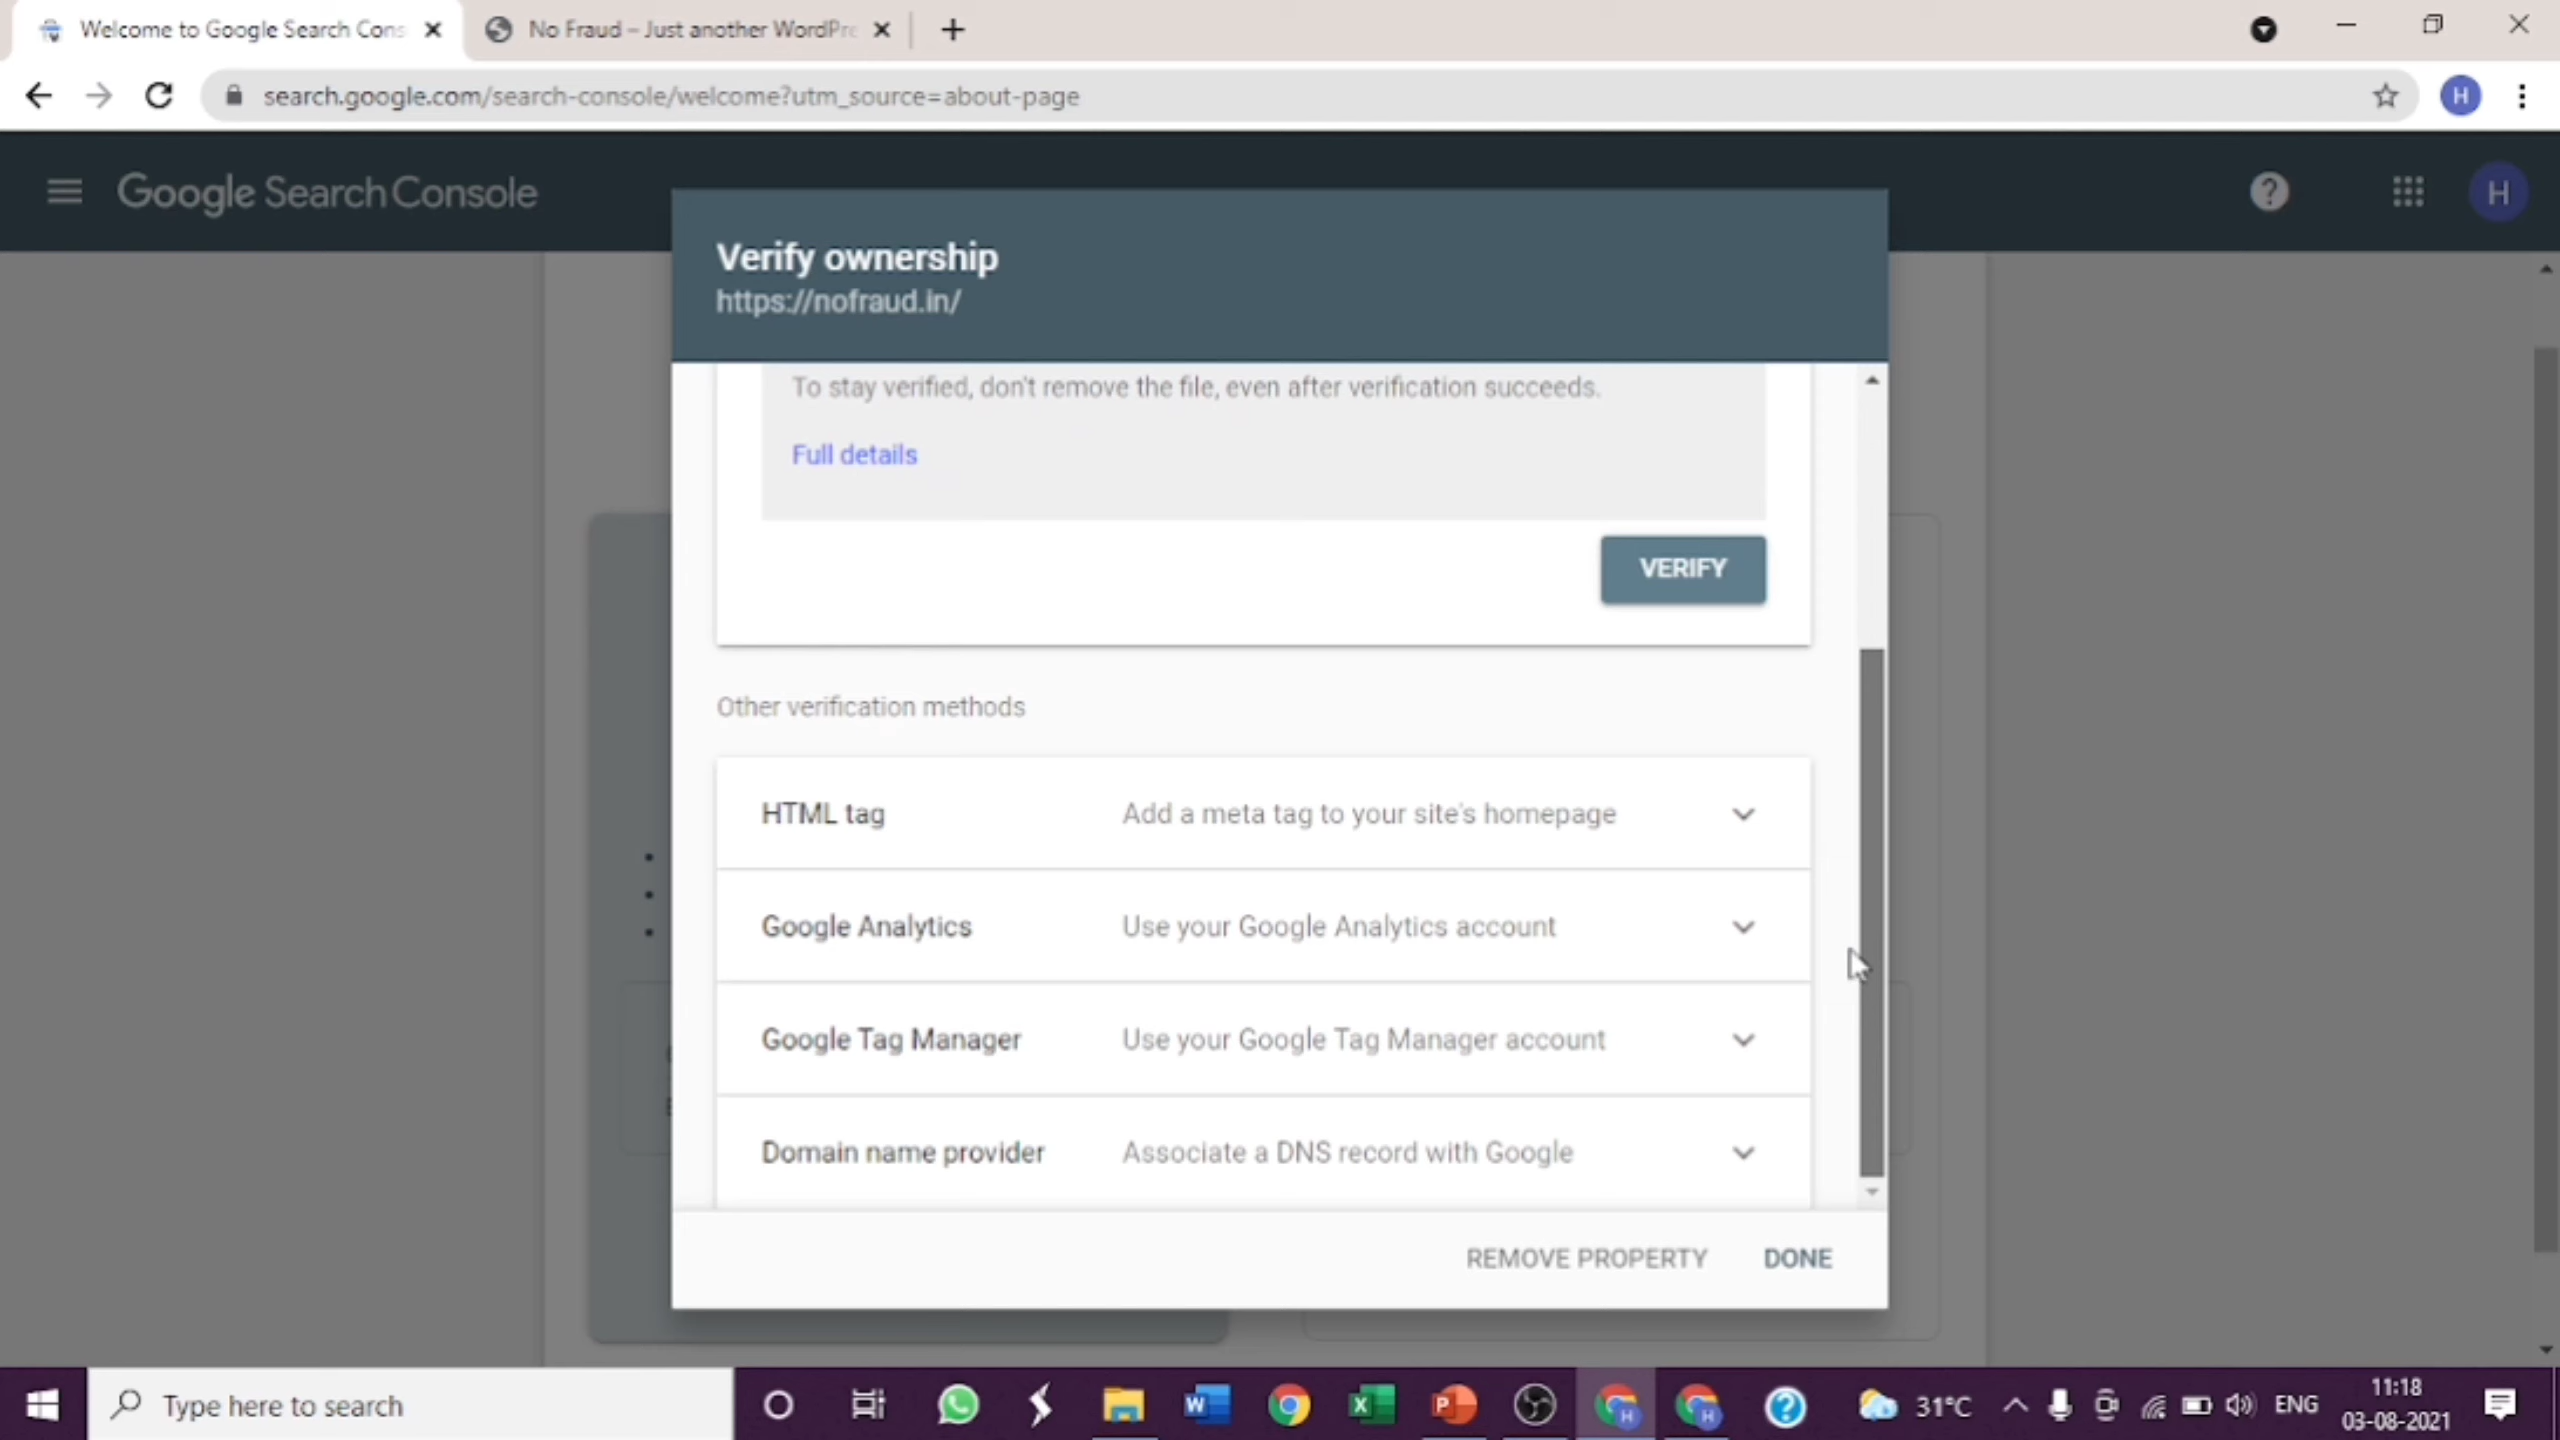 Welcome to Google Search Cons
No Fraud – Just another WordPre
search.google.com/search-console/welcome?utm_source=about-page
H
Google Search Console
H
Verify ownership
https://nofraud.in/
To stay verified, don't remove the file, even after verification succeeds.
Full details
VERIFY
Other verification methods
HTML tag Add a meta tag to your site's homepage
Google Analytics Use your Google Analytics account
Google Tag Manager Use your Google Tag Manager account
Domain name provider Associate a DNS record with Google
REMOVE PROPERTY DONE
Type here to search
31°C
ENG
11:18
03-08-2021